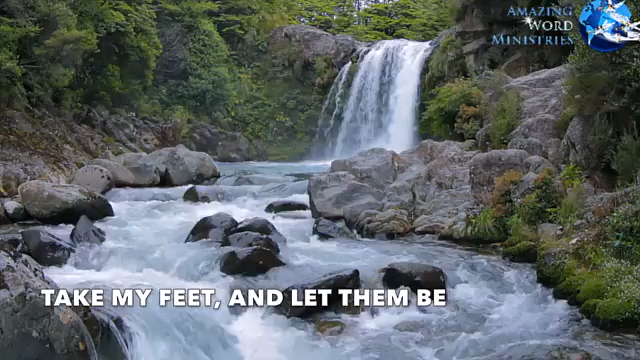 AMAZING
WORD
MINISTRIES
TAKE MY FEET, AND LET THEM BE